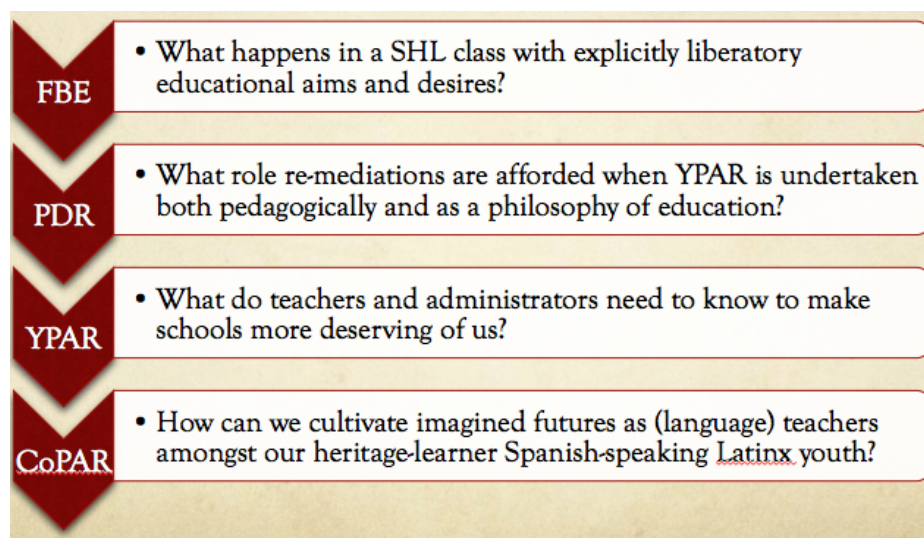 FBE
• What happens in a SHL class with explicitly liberatory
educational aims and desires?
PDR
• What role re-mediations are afforded when YPAR is undertaken
both pedagogically and as a philosophy of education?
YPAR
• What do teachers and administrators need to know to make
schools more deserving of us?
CoPAR
• How can we cultivate imagined futures as (language) teachers
amongst our heritage-learner Spanish-speaking Latinx youth?